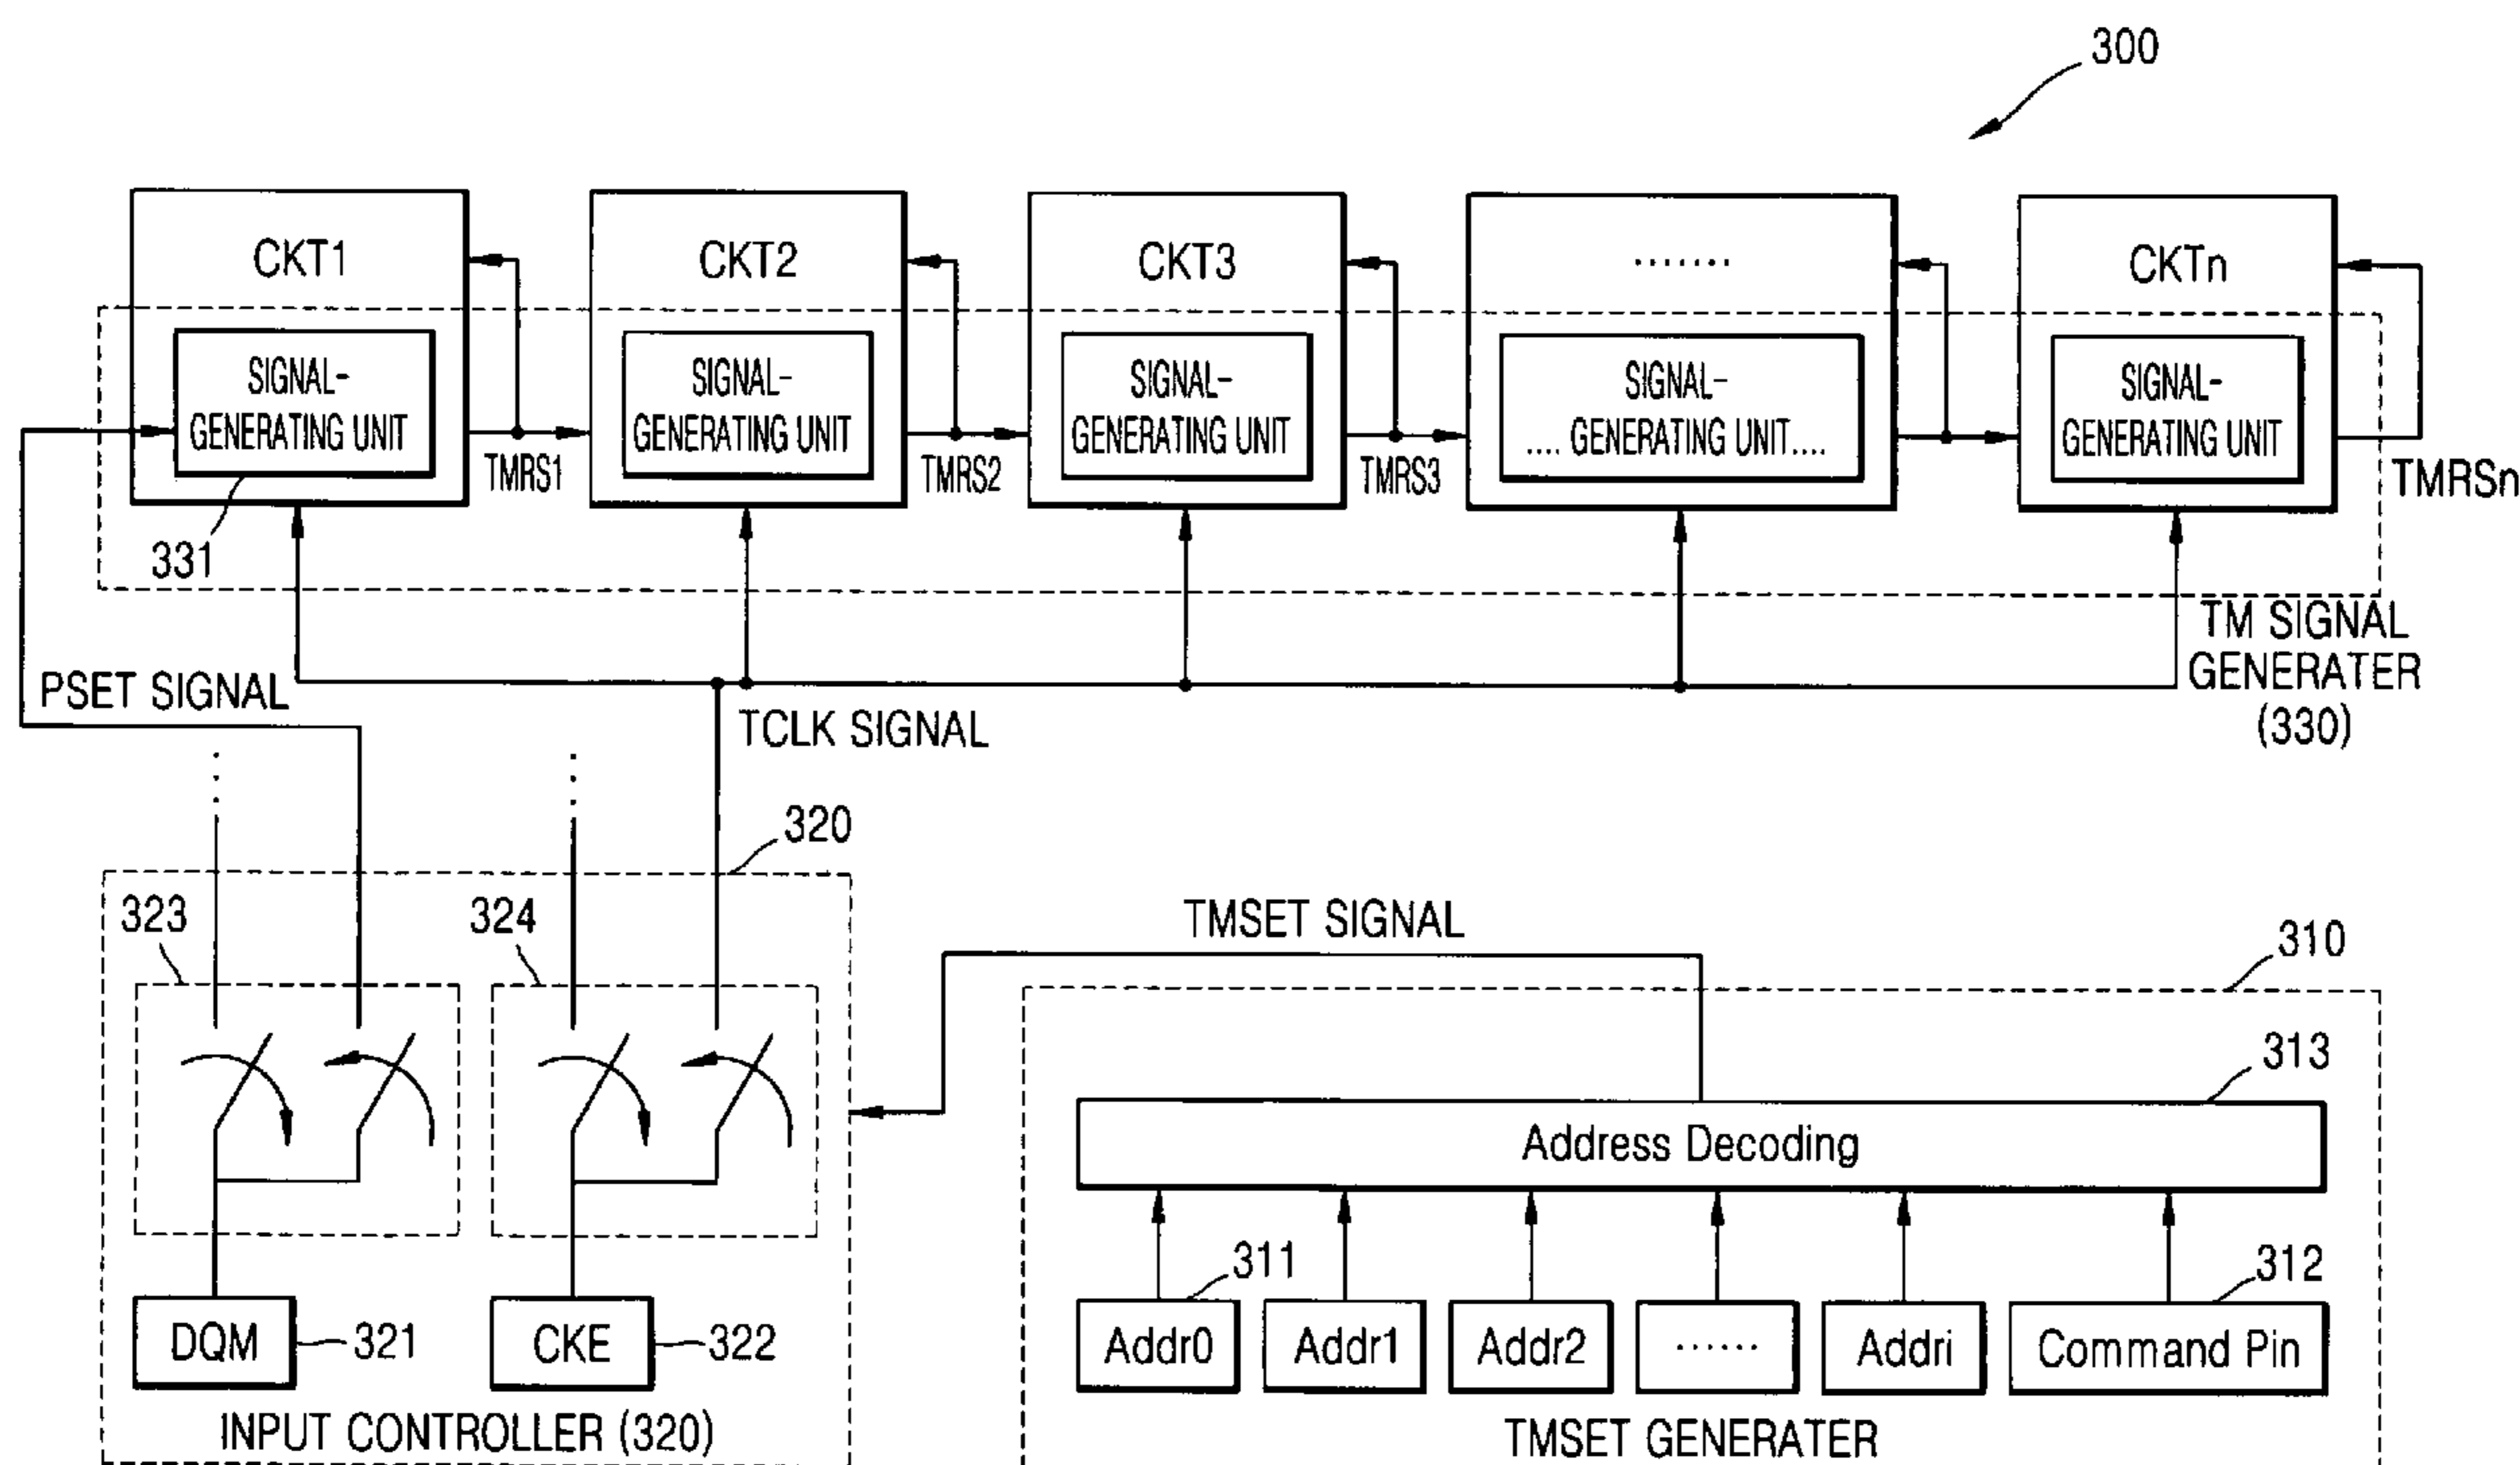 300
CKT1
CKT2
CKT3
.......
CKTn
SIGNAL-
GENERATING UNIT
SIGNAL-
GENERATING UNIT
SIGNAL-
GENERATING UNIT
SIGNAL-
.... GENERATING UNIT....
SIGNAL-
GENERATING UNIT
TMRS1
TMRS2
TMRS3
TMRSn
331
TM SIGNAL
GENERATER
(330)
PSET SIGNAL
TCLK SIGNAL
320
323
324
TMSET SIGNAL
310
313
Address Decoding
311
312
DQM
321
CKE
322
Addr0
Addr1
Addr2
......
Addri
Command Pin
INPUT CONTROLLER (320)
TMSET GENERATER